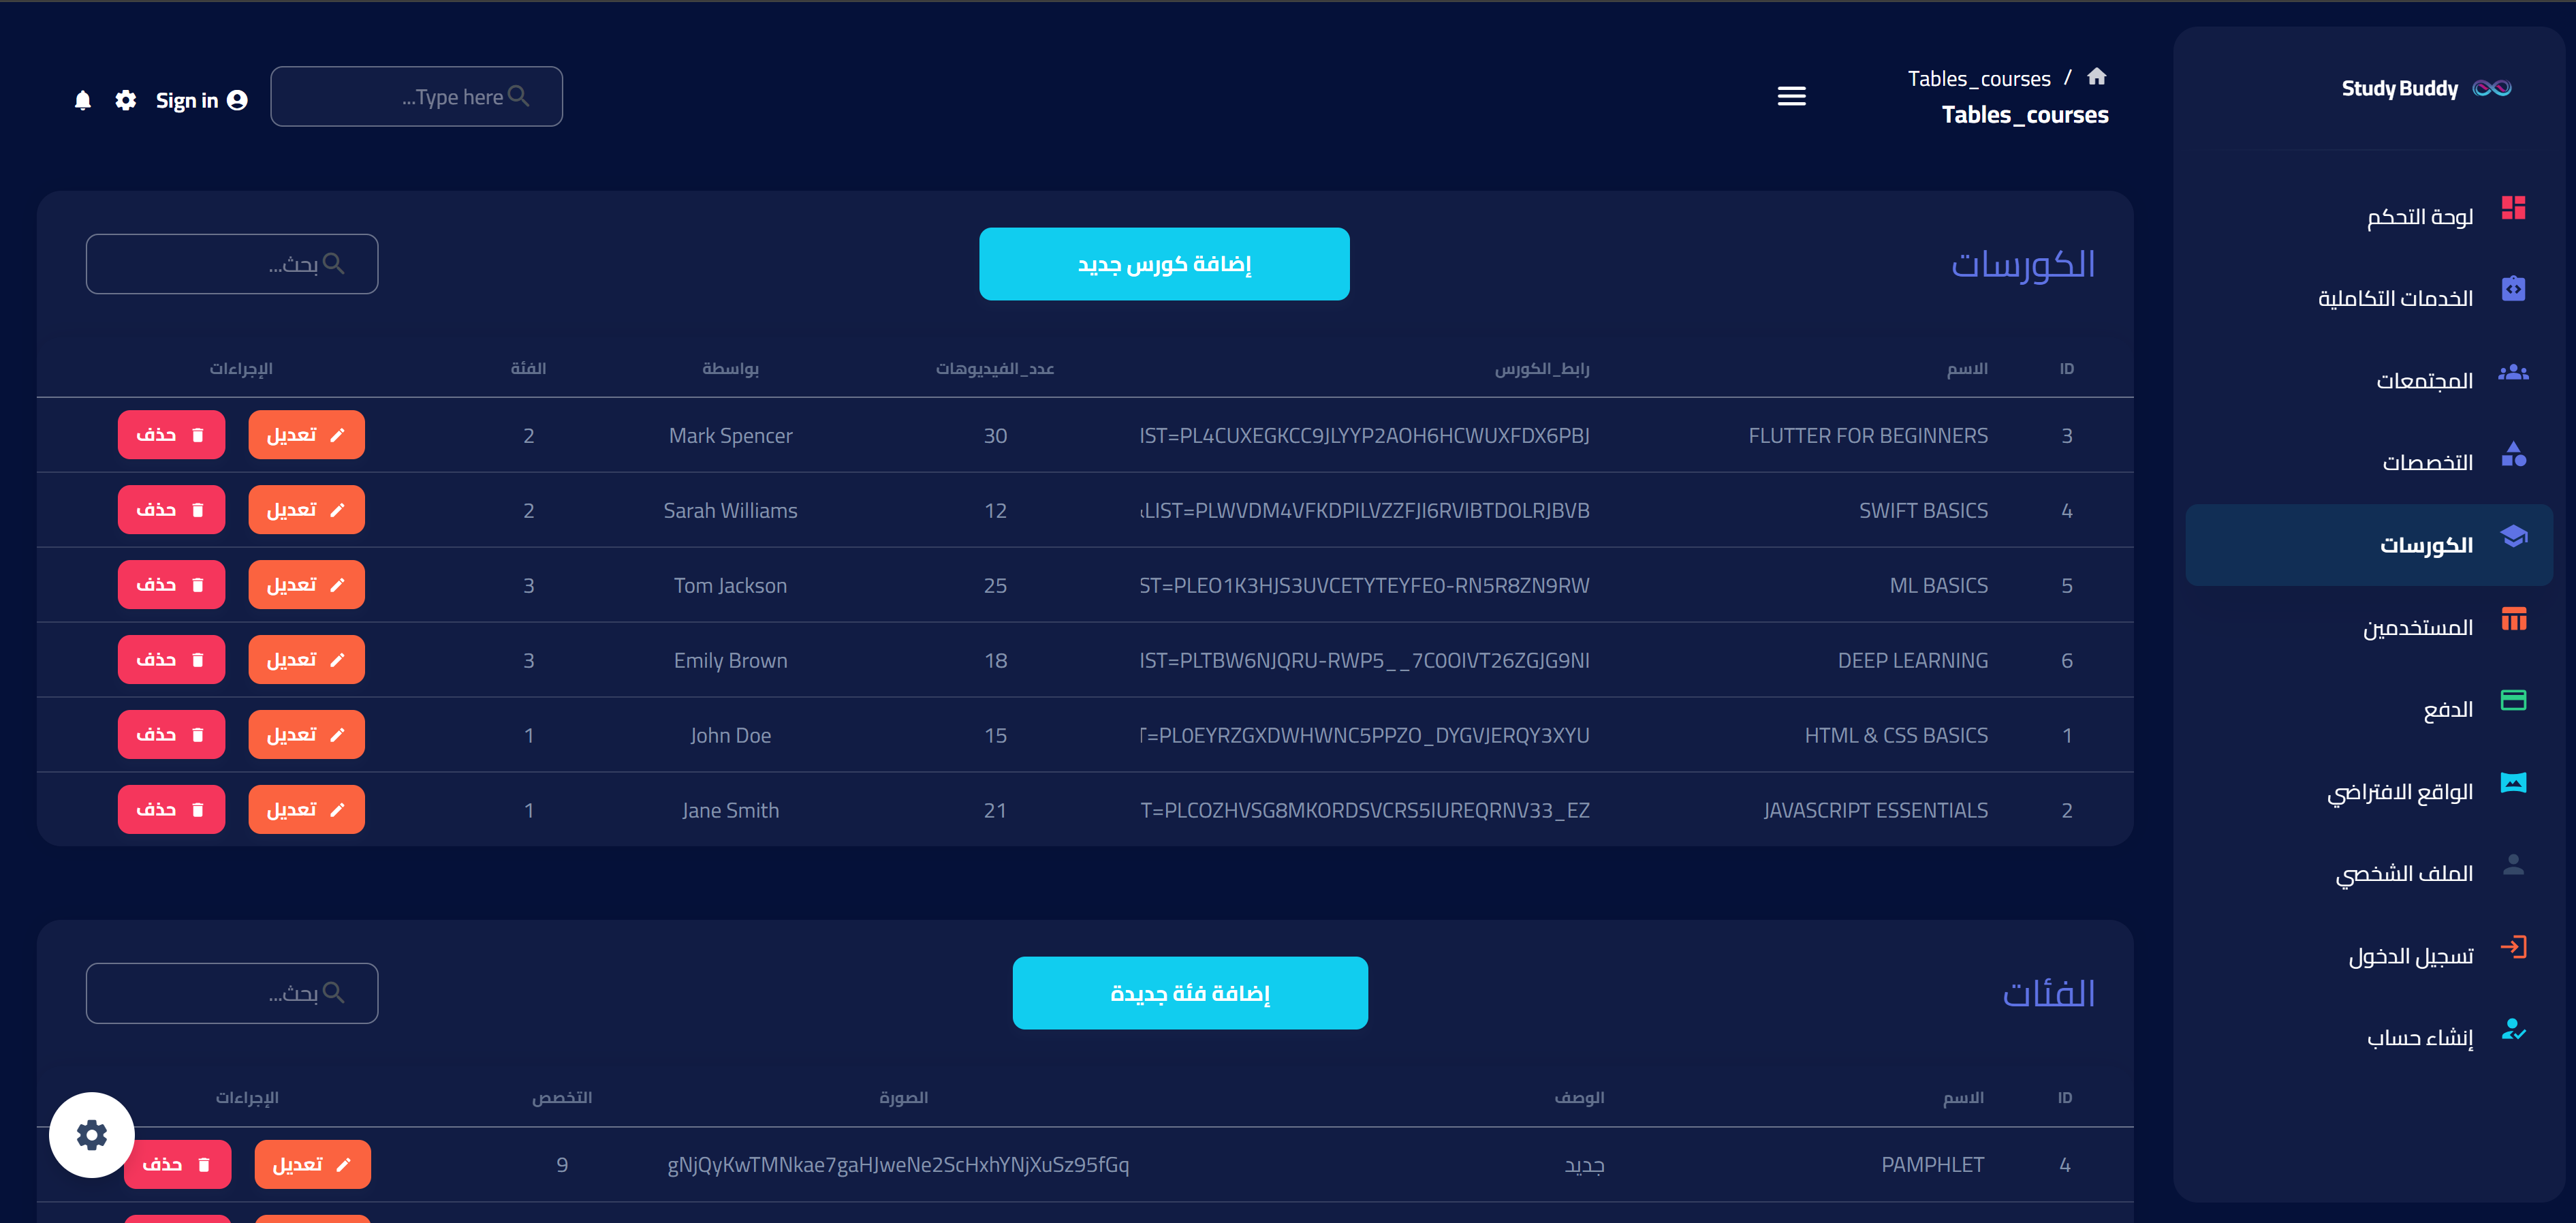 Study Buddy
لوحة التحكم
الخدمات التكاملية
المجتمعات
التخصصات
الكورسات
المستخدمين
الدفع
الواقع الافتراضي
الملف الشخصي
تسجيل الدخول
إنشاء حساب
/ Tables_courses
Tables_courses
Type here...
Sign in
الكورسات
إضافة كورس جديد
بحث...
ID الاسم رابط_الكورس عدد_الفيديوهات بواسطة الفئة الإجراءات
3 FLUTTER FOR BEGINNERS IST=PL4CUXEGKCC9JLYYP2AOH6HCWUXFDX6PBJ 30 Mark Spencer 2 تعديل حذف
4 SWIFT BASICS LIST=PLWVDM4VFKDPILVZZFJI6RVIBTDOLRJBVB 12 Sarah Williams 2 تعديل حذف
5 ML BASICS ST=PLEO1K3HJS3UVCETYTEYFE0-RN5R8ZN9RW 25 Tom Jackson 3 تعديل حذف
6 DEEP LEARNING IST=PLTBW6NJQRU-RWP5__7C0OIVT26ZGJG9NI 18 Emily Brown 3 تعديل حذف
1 HTML & CSS BASICS T=PL0EYRZGXDWHWNC5PPZO_DYGVJERQY3XYU 15 John Doe 1 تعديل حذف
2 JAVASCRIPT ESSENTIALS T=PLCOZHVSG8MKORDSVCRS5IUREQRNV33_EZ 21 Jane Smith 1 تعديل حذف
الفئات
إضافة فئة جديدة
بحث...
ID الاسم الوصف الصورة التخصص الإجراءات
4 PAMPHLET جديد gNjQyKwTMNkae7gaHJweNe2ScHxhYNjXuSz95fGq 9 تعديل حذف